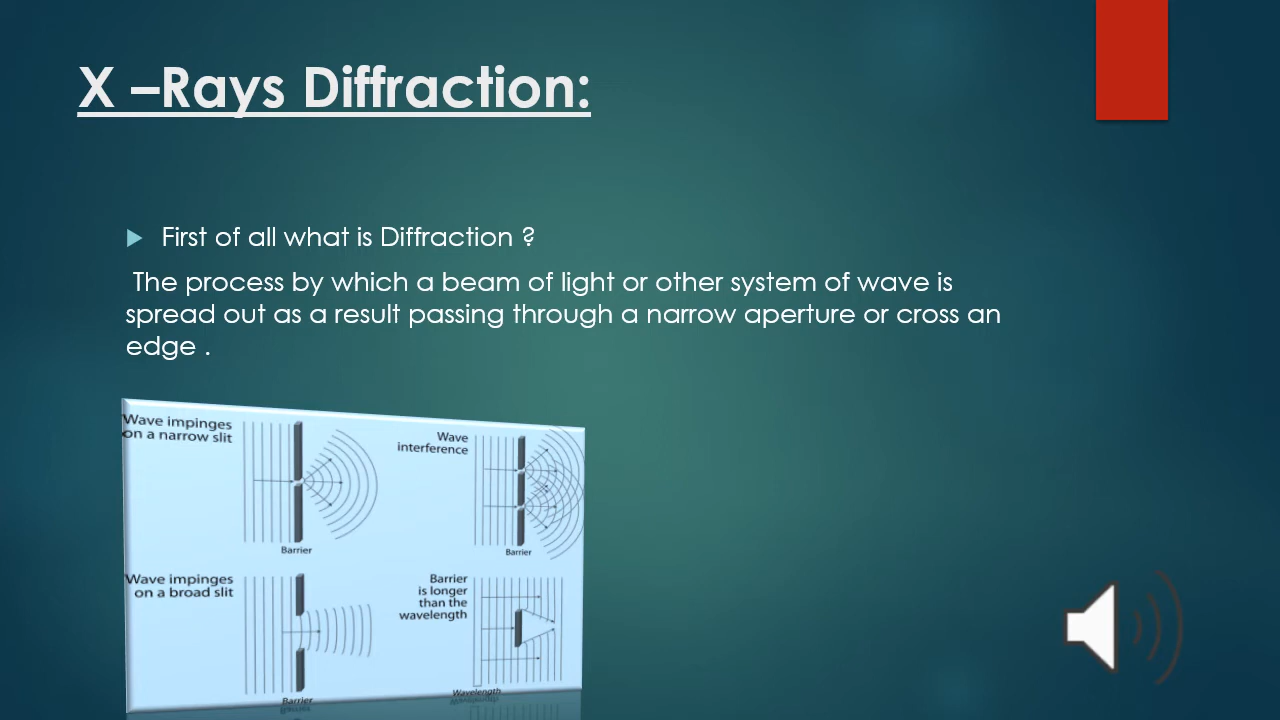 X –Rays Diffraction:
First of all what is Diffraction ?
The process by which a beam of light or other system of wave is
spread out as a result passing through a narrow aperture or cross an
edge .
Wave impinges
on a narrow slit
Barrier
Wave
interference
Barrier
Wave impinges
on a broad slit
Barrier
Barrier
is longer
than the
wavelength
Wavelength